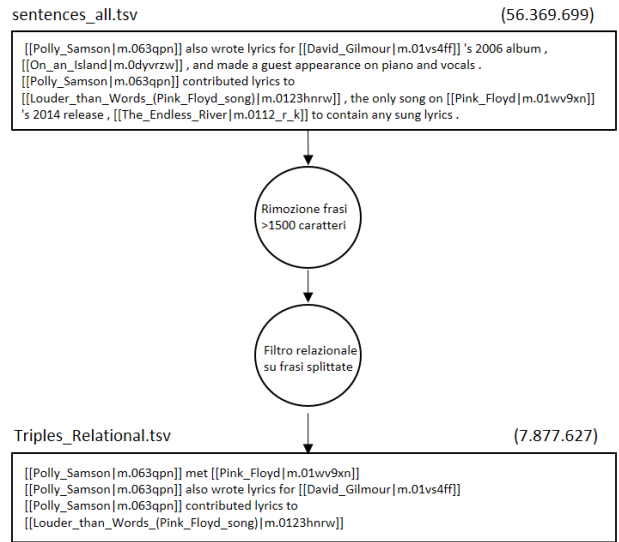 sentences_all.tsv (56.369.699)
[[Polly_Samson|m.063qpn]] also wrote lyrics for [[David_Gilmour|m.01vs4ff]] 's 2006 album ,
[[On_an_Island|m.0dyvrzw]] , and made a guest appearance on piano and vocals .
[[Polly_Samson|m.063qpn]] contributed lyrics to
[[Louder_than_Words_(Pink_Floyd_song)|m.0123hnrw]] , the only song on [[Pink_Floyd|m.01wv9xn]]
's 2014 release , [[The_Endless_River|m.0112_r_k]] to contain any sung lyrics .
Rimozione frasi
>1500 caratteri
Filtro relazionale
su frasi splittate
Triples_Relational.tsv (7.877.627)
[[Polly_Samson|m.063qpn]] met [[Pink_Floyd|m.01wv9xn]]
[[Polly_Samson|m.063qpn]] also wrote lyrics for [[David_Gilmour|m.01vs4ff]]
[[Polly_Samson|m.063qpn]] contributed lyrics to
[[Louder_than_Words_(Pink_Floyd_song)|m.0123hnrw]]